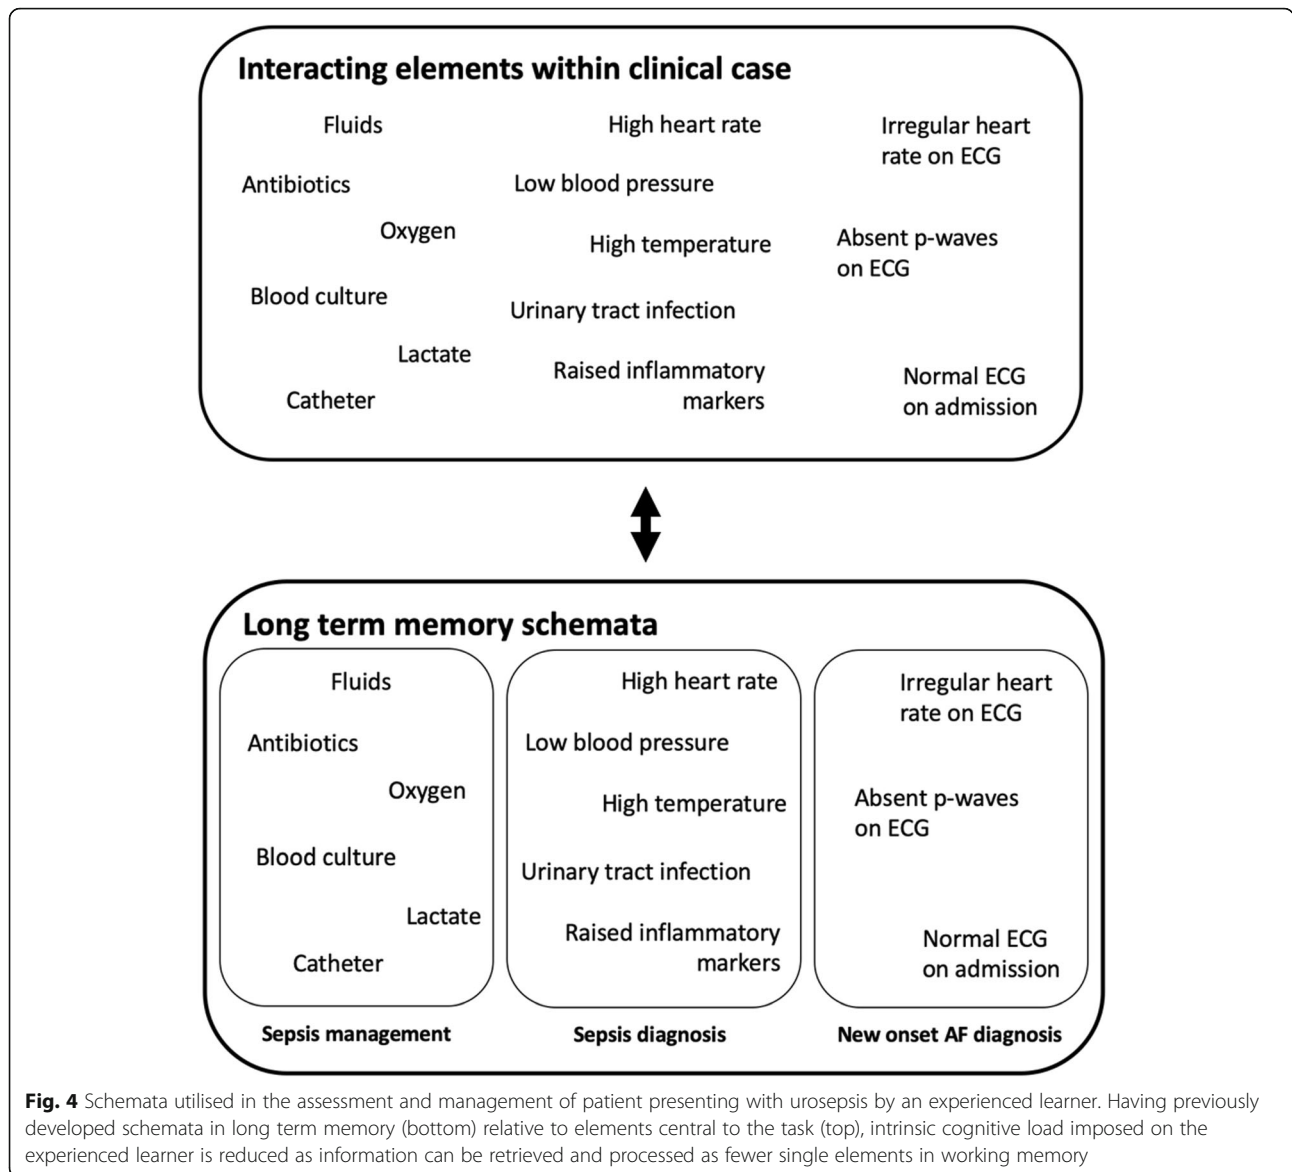 Interacting elements within clinical case
Fluids
Antibiotics
Oxygen
Blood culture
Lactate
Catheter
High heart rate
Low blood pressure
High temperature
Urinary tract infection
Raised inflammatory
markers
Irregular heart
rate on ECG
Absent p-waves
on ECG
Normal ECG
on admission
Long term memory schemata
Fluids
Antibiotics
Oxygen
Blood culture
Lactate
Catheter
Sepsis management
High heart rate
Low blood pressure
High temperature
Urinary tract infection
Raised inflammatory
markers
Sepsis diagnosis
Irregular heart
rate on ECG
Absent p-waves
on ECG
Normal ECG
on admission
New onset AF diagnosis
Fig. 4 Schemata utilised in the assessment and management of patient presenting with urosepsis by an experienced learner. Having previously
developed schemata in long term memory (bottom) relative to elements central to the task (top), intrinsic cognitive load imposed on the
experienced learner is reduced as information can be retrieved and processed as fewer single elements in working memory